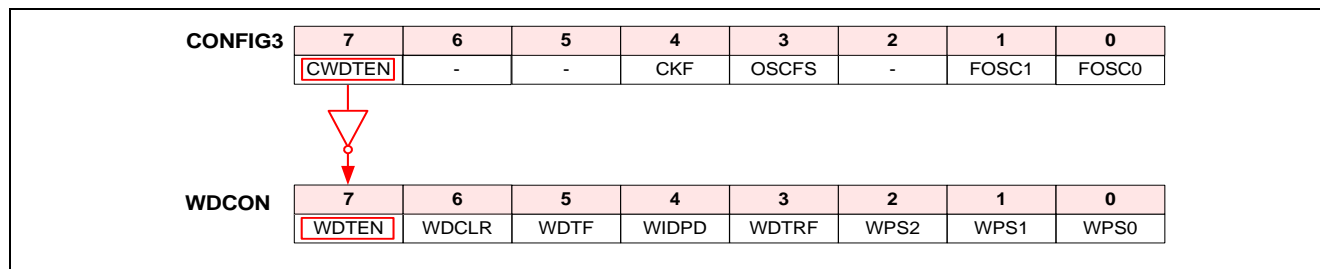 CONFIG3 7 6 5 4 3 2 1 0
CWDTEN - - CKF OSCFS - FOSC1 FOSC0
WDCON 7 6 5 4 3 2 1 0
WDTEN WDCLR WDTF WIDPD WDTRF WPS2 WPS1 WPS0